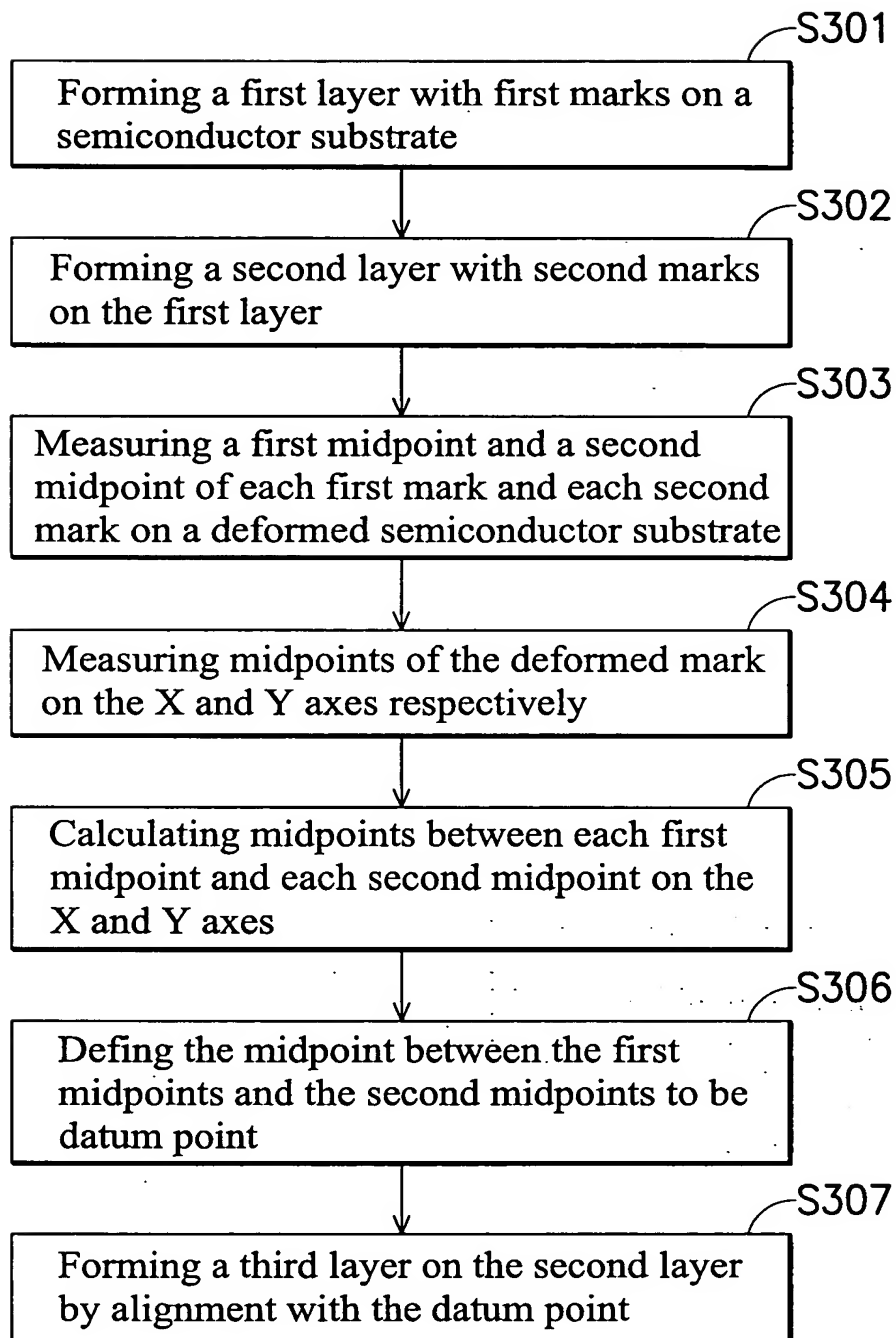 S301
Forming a first layer with first marks on a
semiconductor substrate
S302
Forming a second layer with second marks
on the first layer
S303
Measuring a first midpoint and a second
midpoint of each first mark and each second
mark on a deformed semiconductor substrate
S304
Measuring midpoints of the deformed mark
on the X and Y axes respectively
S305
Calculating midpoints between each first
midpoint and each second midpoint on the
X and Y axes
S306
Defing the midpoint between the first
midpoints and the second midpoints to be
datum point
S307
Forming a third layer on the second layer
by alignment with the datum point